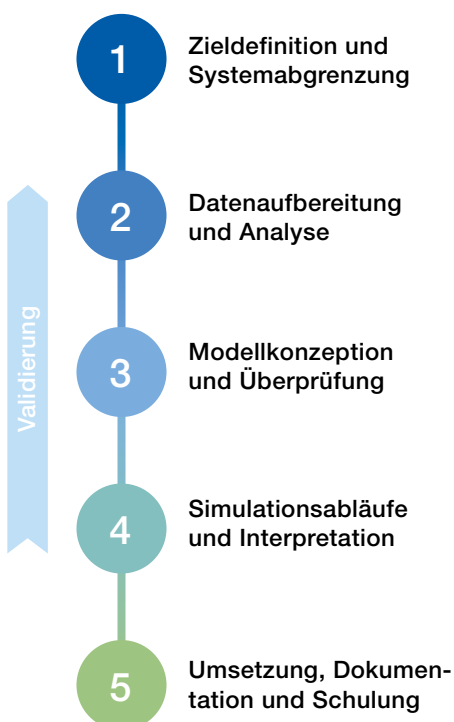 1
Zieldefinition und
Systemabgrenzung
2
Datenaufbereitung
und Analyse
Validierung
3
Modellkonzeption
und Überprüfung
4
Simulationsabläufe
und Interpretation
5
Umsetzung, Dokumen-
tation und Schulung